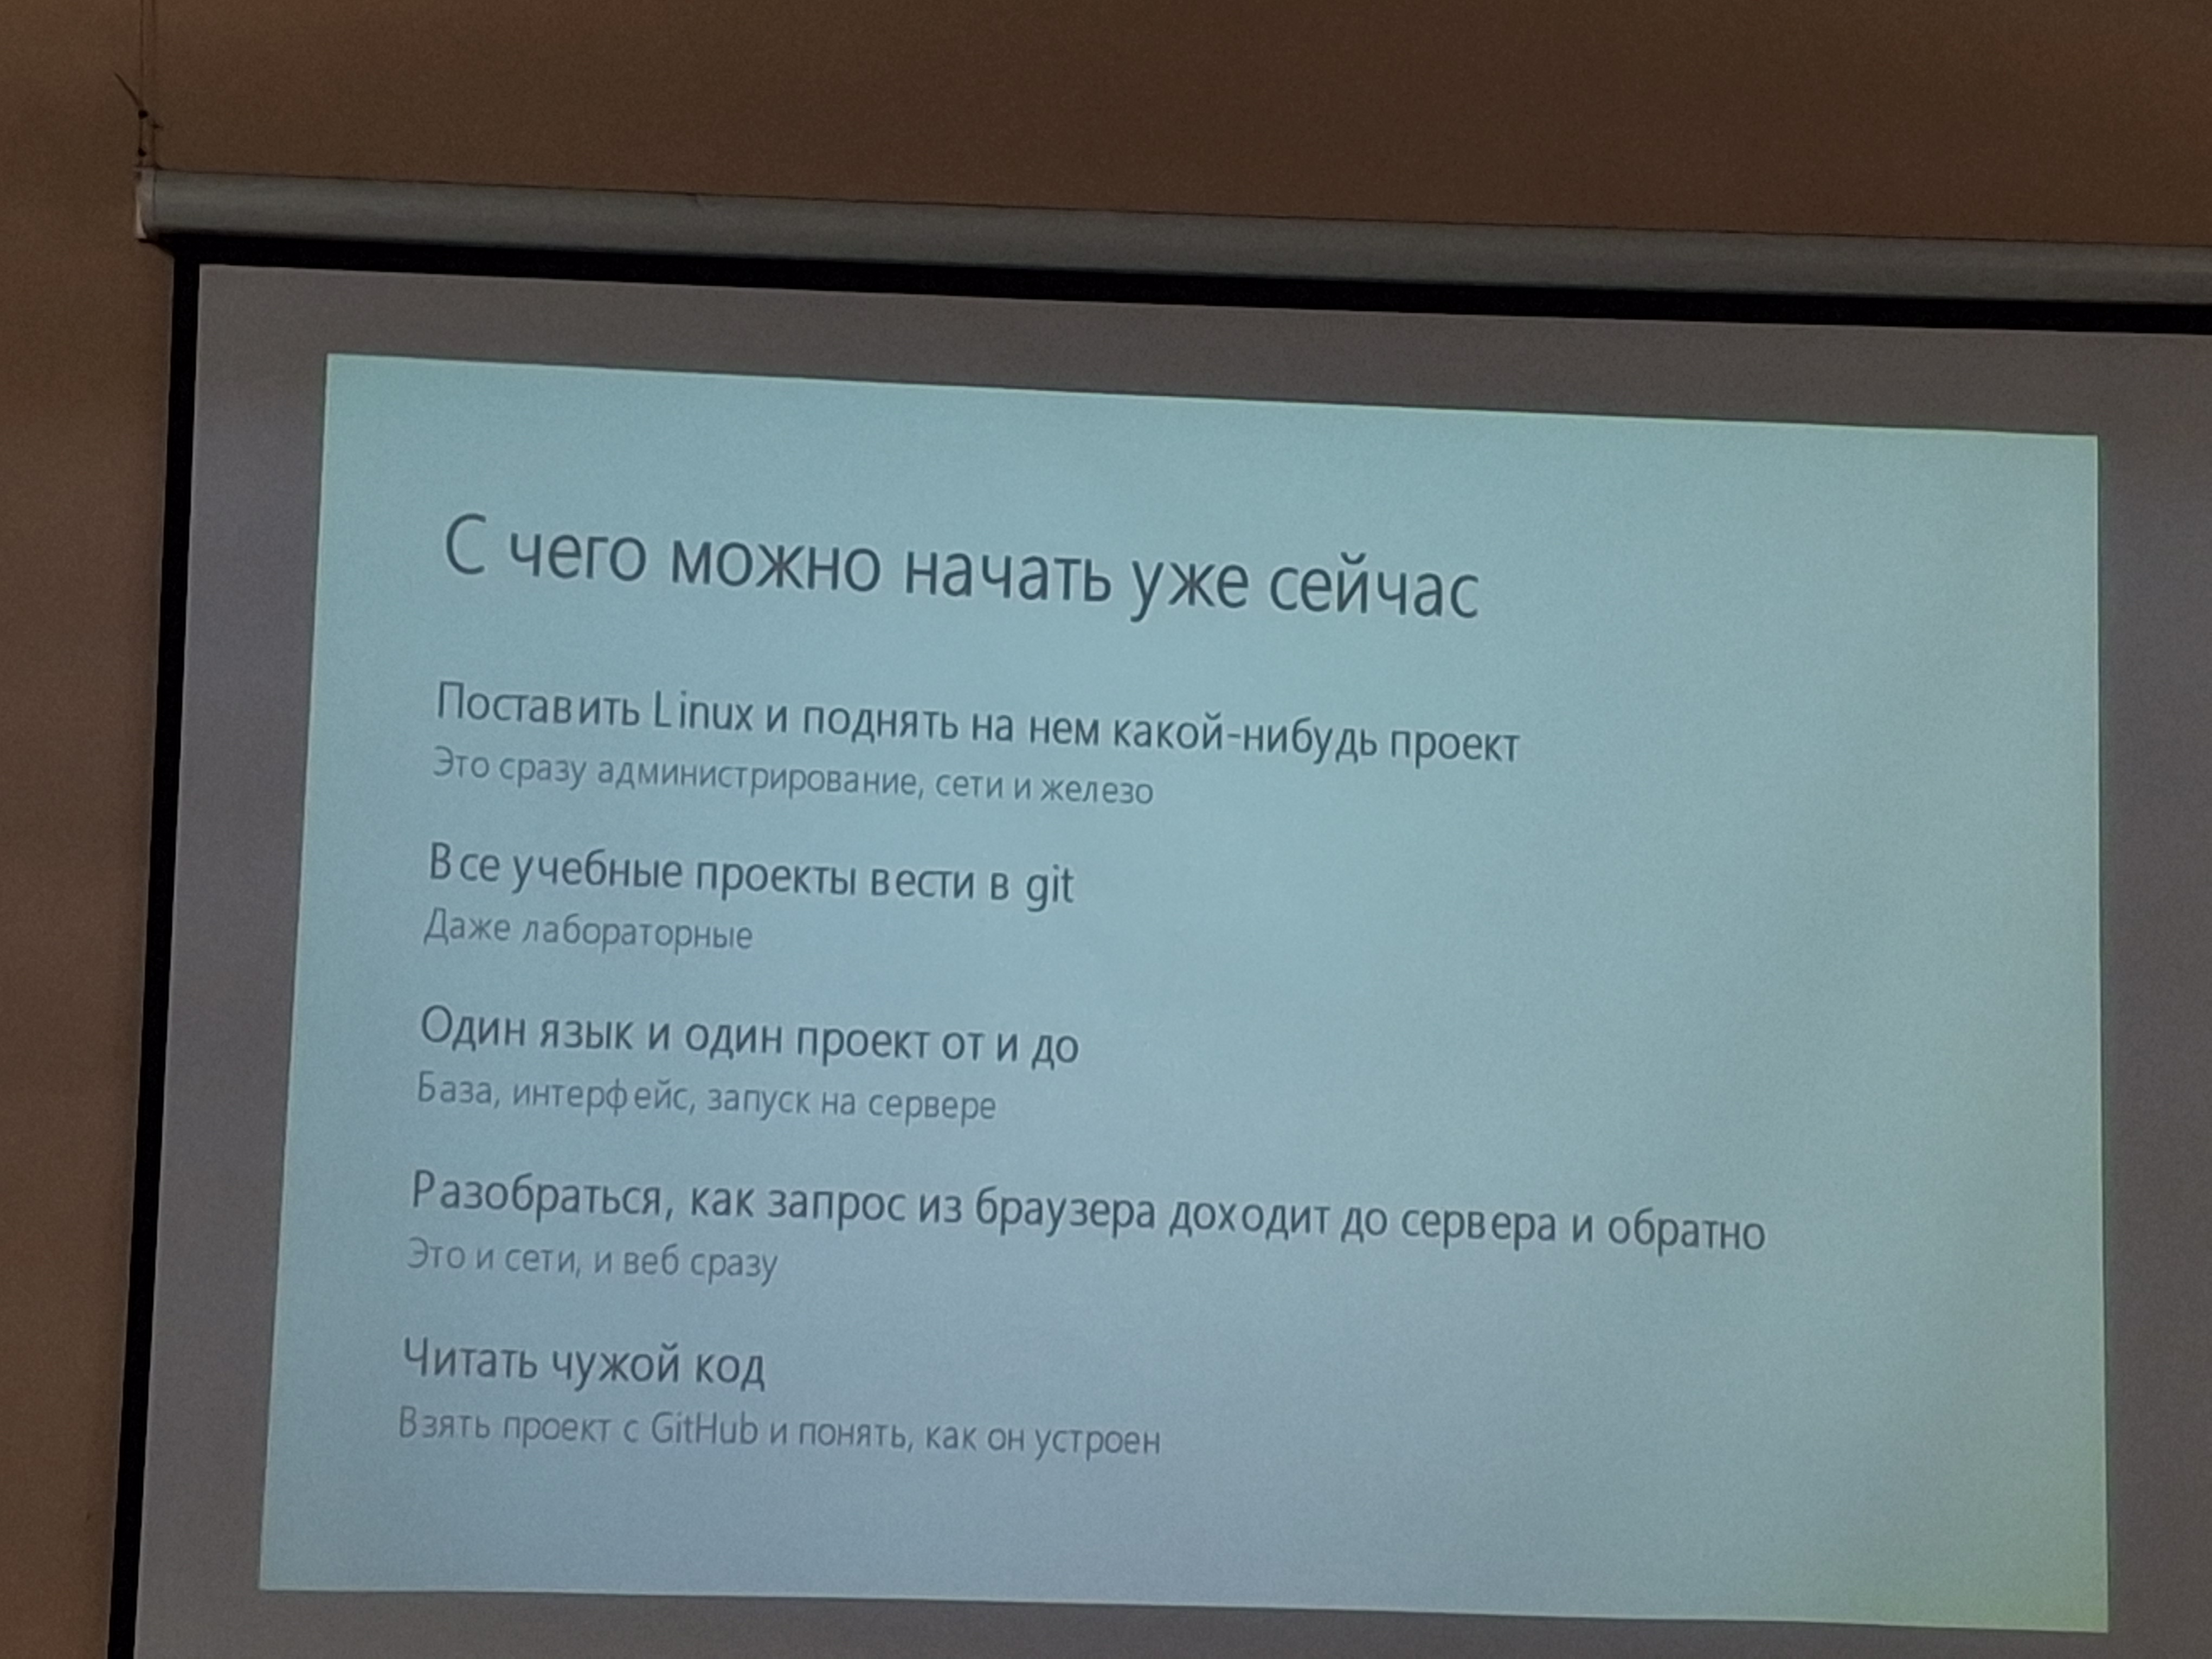 С чего можно начать уже сейчас
Поставить Linux и поднять на нем какой-нибудь проект
Это сразу администрирование, сети и железо
Все учебные проекты вести в git
Даже лабораторные
Один язык и один проект от и до
База, интерфейс, запуск на сервере
Разобраться, как запрос из браузера доходит до сервера и обратно
Это и сети, и веб сразу
Читать чужой код
Взять проект с GitHub и понять, как он устроен